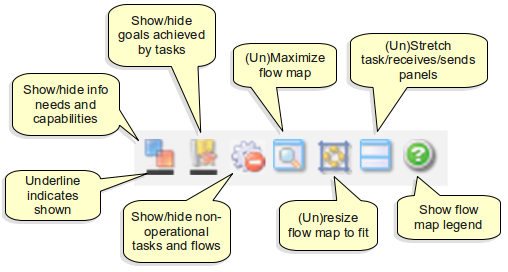 Show/hide
goals achieved
by tasks
(Un)Maximize
flow map
(Un)Stretch
task/receives/sends
panels
Show/hide info
needs and
capabilities
Underline
indicates
shown
Show/hide non-
operational
tasks and flows
(Un)resize
flow map to fit
Show flow
map legend